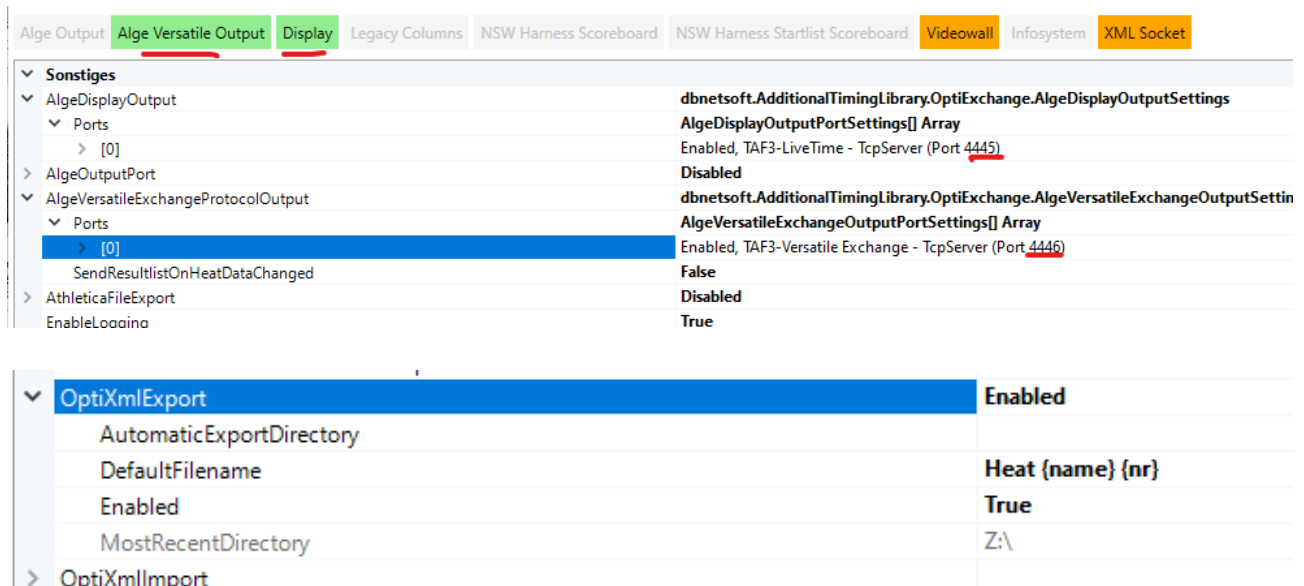 Alge Output Alge Versatile Output Display Legacy Columns NSW Harness Scoreboard NSW Harness Startlist Scoreboard Videowall Infosystem XML Socket
Sonstiges
AlgeDisplayOutput dbnetsoft.AdditionalTimingLibrary.OptiExchange.AlgeDisplayOutputSettings
Ports AlgeDisplayOutputPortSettings[] Array
[0] Enabled, TAF3-LiveTime - TcpServer (Port 4445)
AlgeOutputPort Disabled
AlgeVersatileExchangeProtocolOutput dbnetsoft.AdditionalTimingLibrary.OptiExchange.AlgeVersatileExchangeOutputSettin
Ports AlgeVersatileExchangeOutputPortSettings[] Array
[0] Enabled, TAF3-Versatile Exchange - TcpServer (Port 4446)
SendResultlistOnHeatDataChanged False
AthleticaFileExport Disabled
EnableLogging True
OptiXmlExport Enabled
AutomaticExportDirectory
DefaultFilename Heat {name} {nr}
Enabled True
MostRecentDirectory Z:\
OptiXmlImport